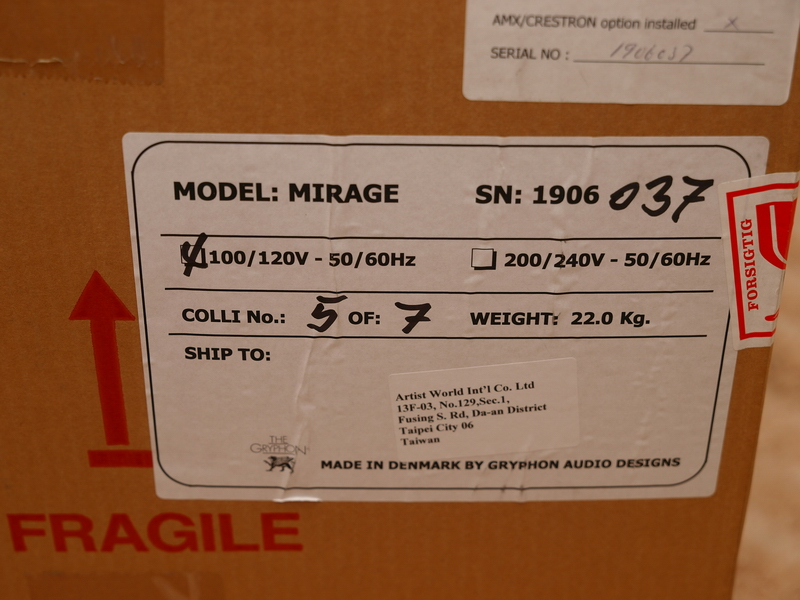 AMX/CRESTRON option installed x
SERIAL NO: 1906037
MODEL: MIRAGE SN: 1906 037
100/120V - 50/60Hz 200/240V - 50/60Hz
COLLI No.: 5 OF: 7 WEIGHT: 22.0 Kg.
SHIP TO:
Artist World Int'l Co. Ltd
13F-03, No.129,Sec.1,
Fusing S. Rd, Da-an District
Taipei City 06
Taiwan
THE
GRYPHON
MADE IN DENMARK BY GRYPHON AUDIO DESIGNS
FORSIGTIG
FRAGILE